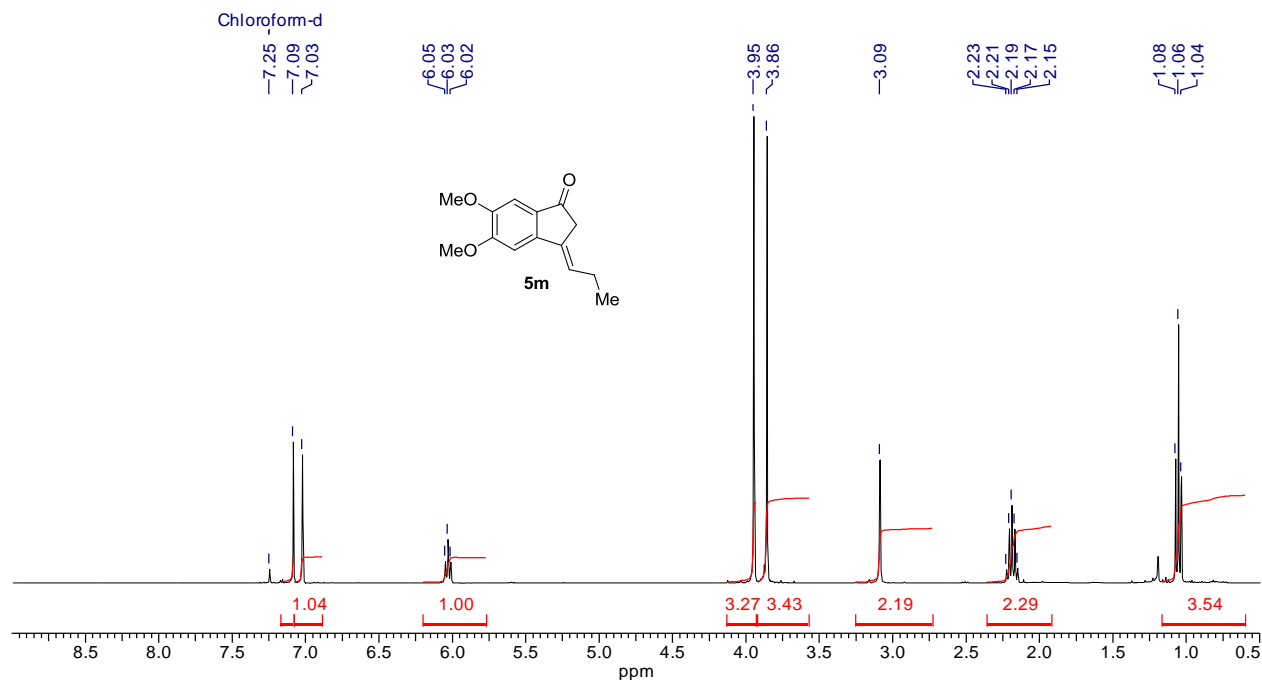 Chloroform-d
7.25 7.09 7.03 6.05 6.03 6.02 3.95 3.86 3.09 2.23 2.21 2.19 2.17 2.15 1.08 1.06 1.04
O
MeO
MeO
5m
Me
1.04 1.00 3.27 3.43 2.19 2.29 3.54
8.5 8.0 7.5 7.0 6.5 6.0 5.5 5.0 4.5 4.0 3.5 3.0 2.5 2.0 1.5 1.0 0.5
ppm